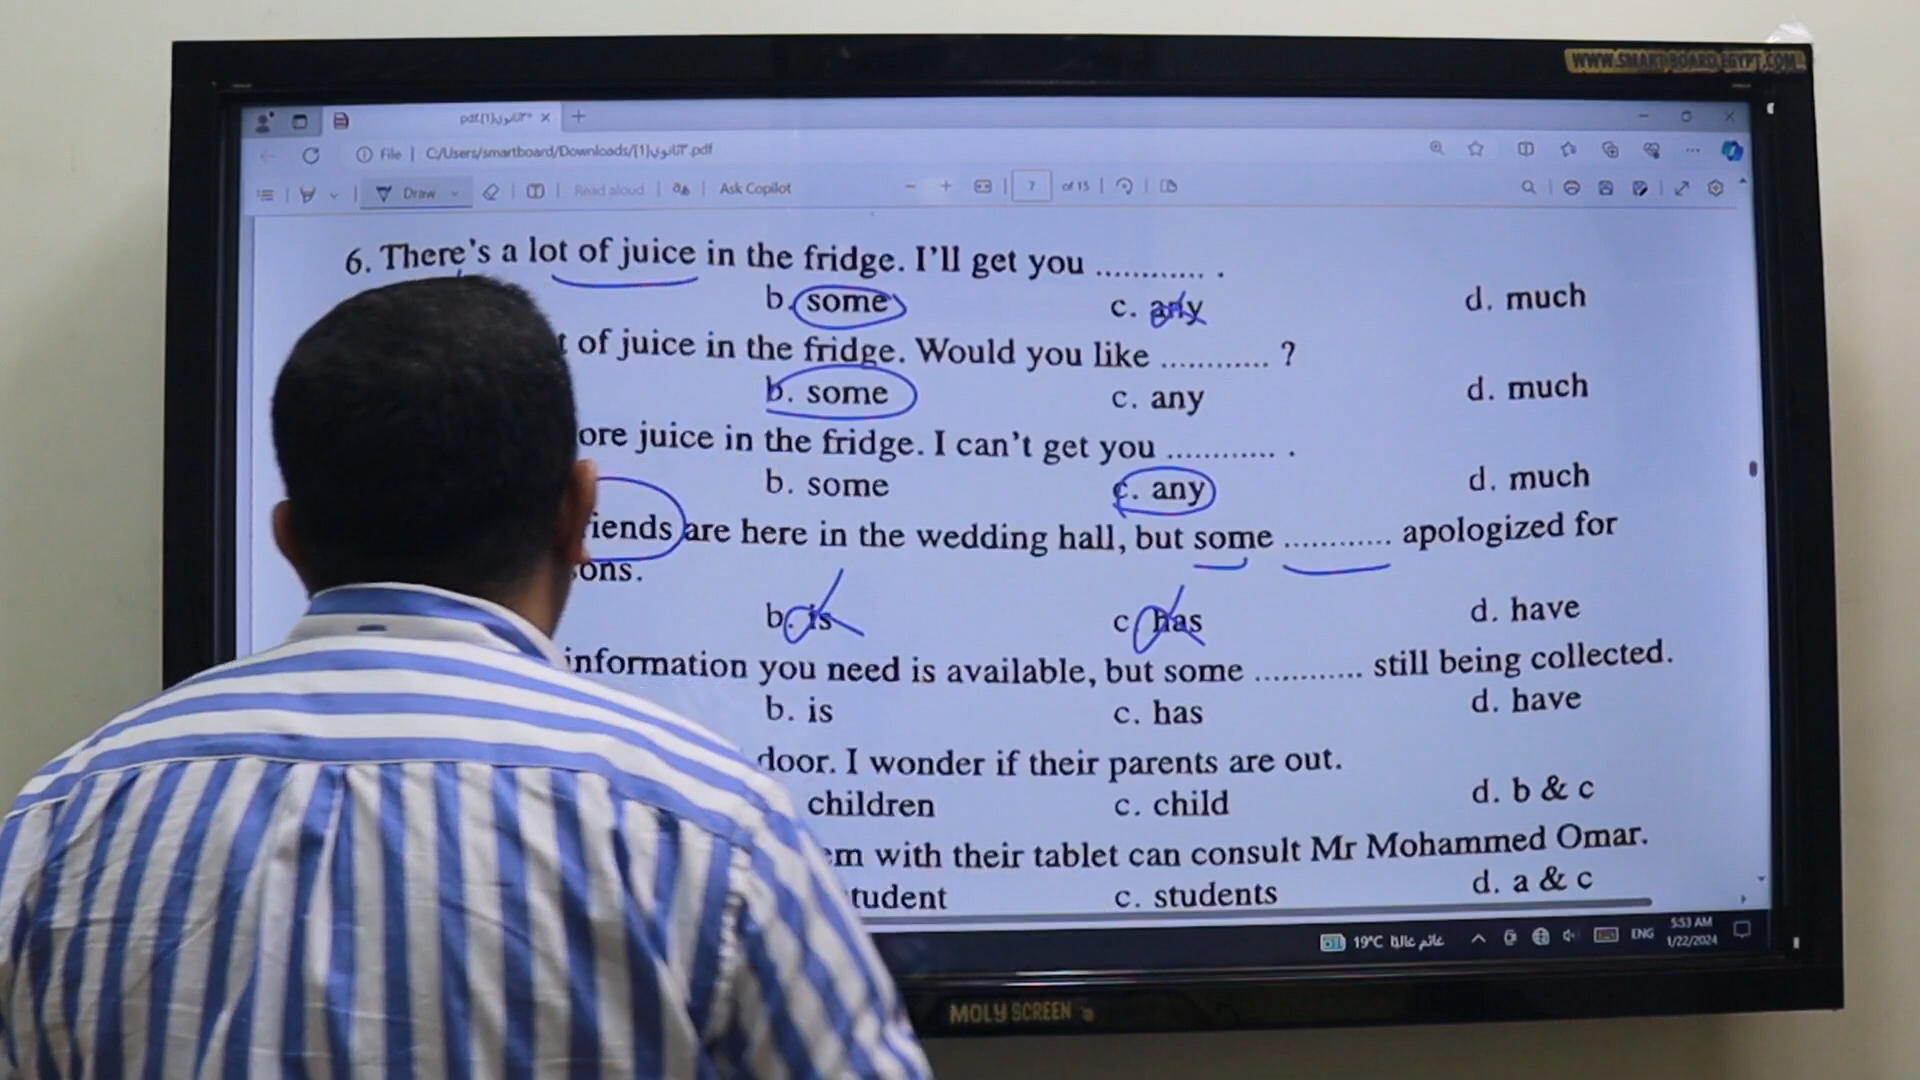 WWW.SMART BOARD EGYPT.COM
File | C:/Users/smartboard/Downloads/
Draw Read aloud Ask Copilot 7 of 15
6. There's a lot of juice in the fridge. I'll get you ............ .
b. some c. any d. much
of juice in the fridge. Would you like ............ ?
b. some c. any d. much
ore juice in the fridge. I can't get you ............ .
b. some c. any d. much
iends are here in the wedding hall, but some ............ apologized for
ons.
b. is c. has d. have
information you need is available, but some ............ still being collected.
b. is c. has d. have
door. I wonder if their parents are out.
children c. child d. b & c
em with their tablet can consult Mr Mohammed Omar.
tudent c. students d. a & c
19°C غائم غالبا ENG 5:53 AM
1/22/2024
MOLY SCREEN